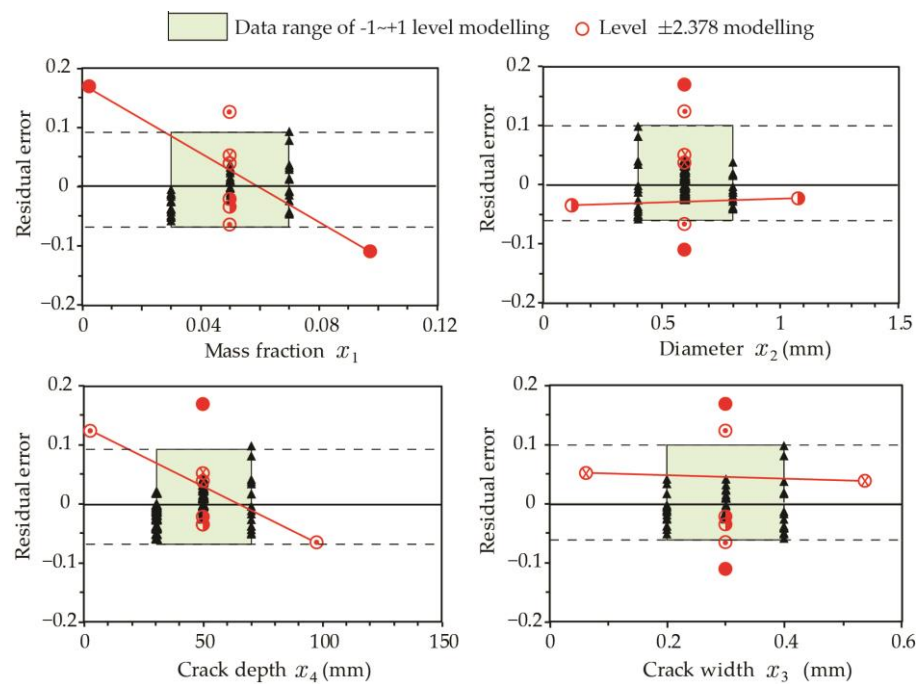 Data range of -1~+1 level modelling
Level ±2.378 modelling
0.2
0.1
0
−0.1
−0.2
Residual error
0 0.04 0.08 0.12
Mass fraction x₁
0.2
0.1
0
−0.1
−0.2
Residual error
0 0.5 1 1.5
Diameter x₂ (mm)
0.2
0.1
0
−0.1
−0.2
Residual error
0 50 100 150
Crack depth x₄ (mm)
0.2
0.1
0
−0.1
−0.2
Residual error
0 0.2 0.4 0.6
Crack width x₃ (mm)